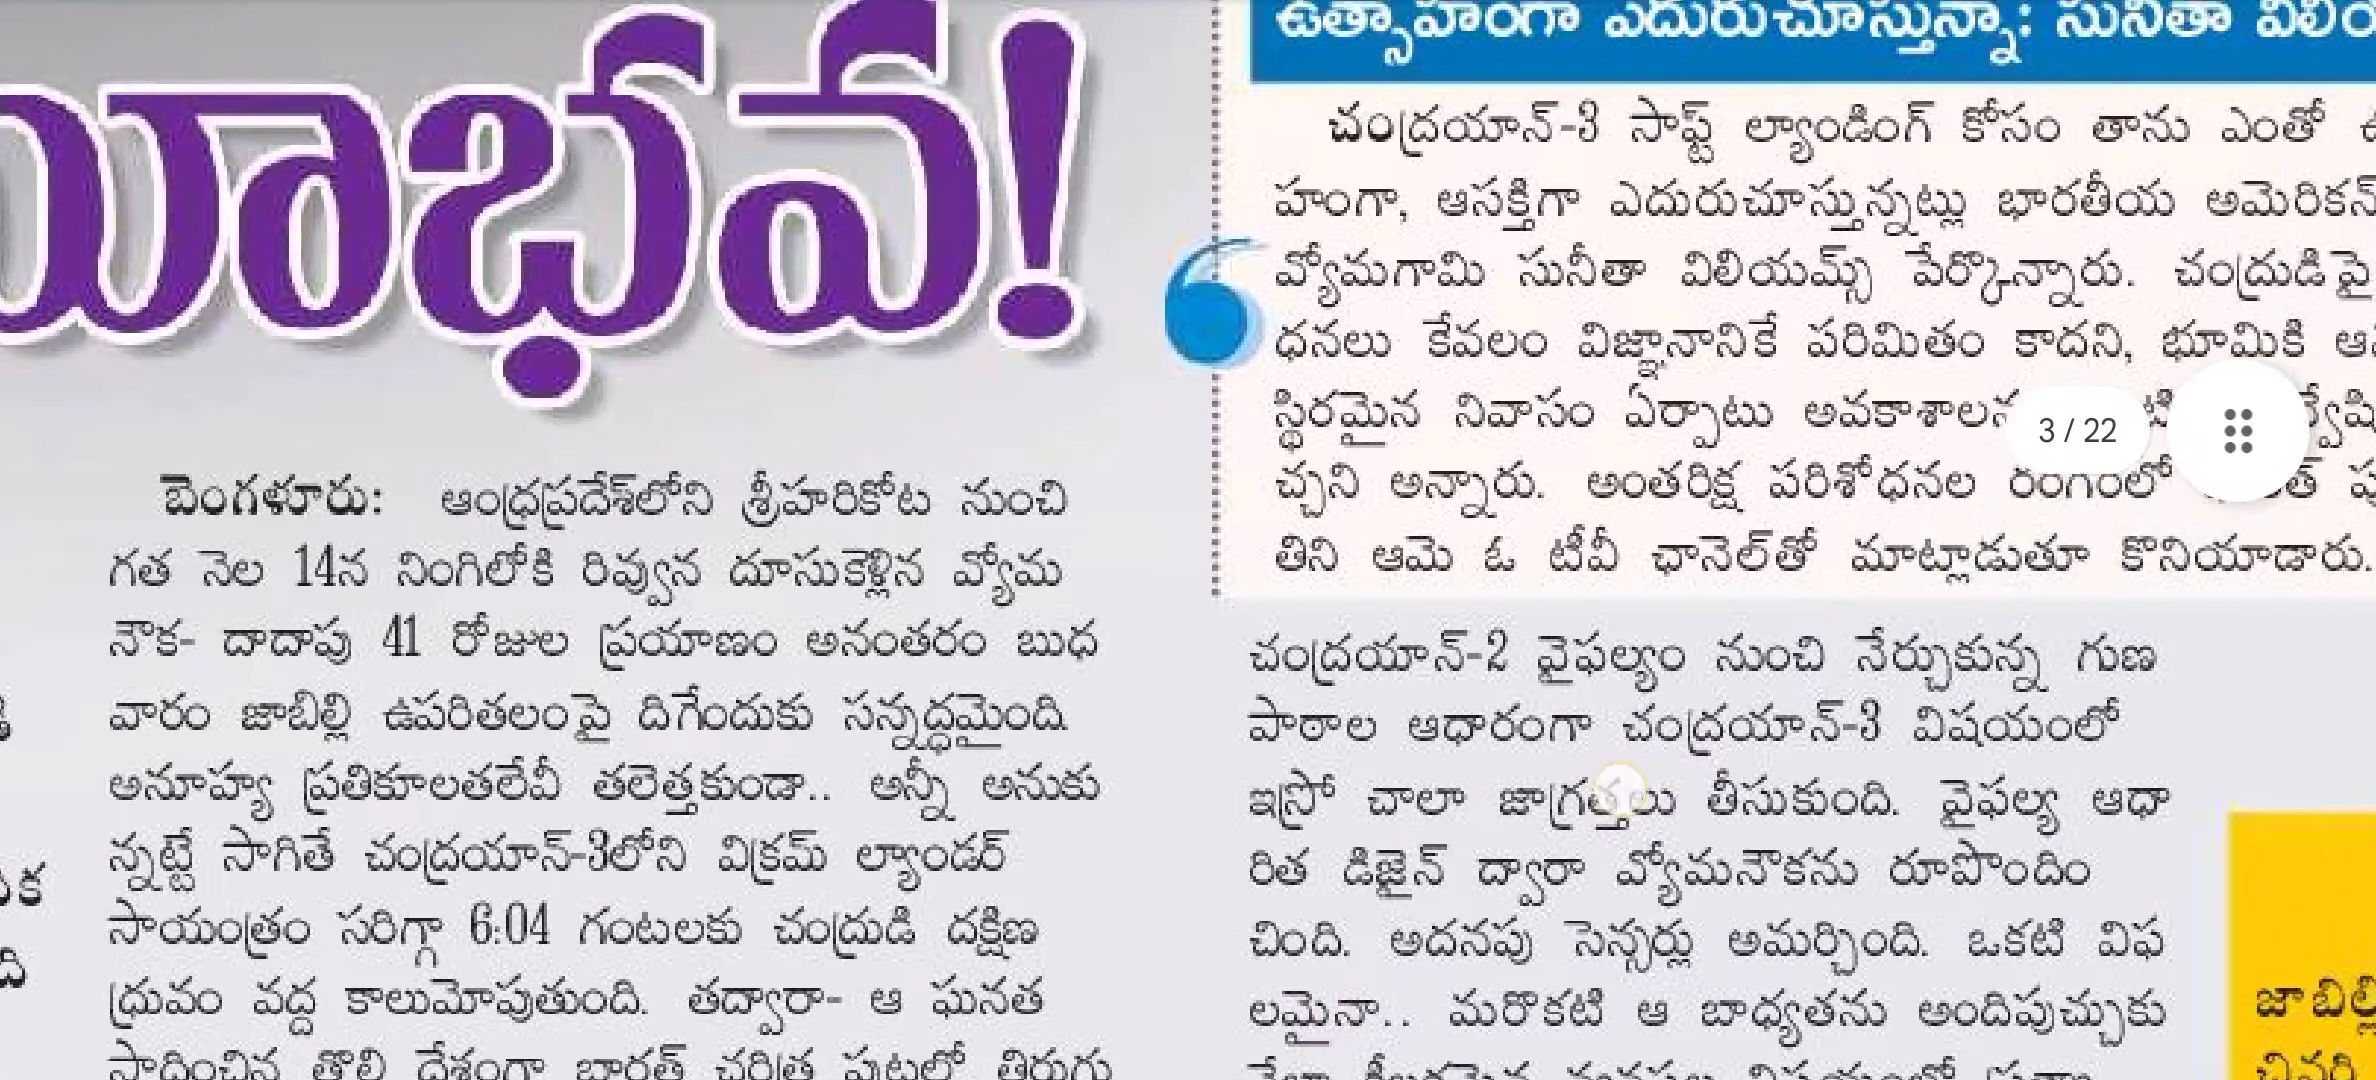 యాభవ!
బెంగళూరు: ఆంధ్రప్రదేశ్‌లోని శ్రీహరికోట నుంచి
గత నెల 14న నింగిలోకి రివ్వున దూసుకెళ్లిన వ్యోమ
నౌక- దాదాపు 41 రోజుల ప్రయాణం అనంతరం బుధ
వారం జాబిల్లి ఉపరితలంపై దిగేందుకు సన్నద్ధమైంది
అనూహ్య ప్రతికూలతలేవీ తలెత్తకుండా.. అన్నీ అనుకు
న్నట్టే సాగితే చంద్రయాన్-3లోని విక్రమ్ ల్యాండర్
సాయంత్రం సరిగ్గా 6:04 గంటలకు చంద్రుడి దక్షిణ
ధ్రువం వద్ద కాలుమోపుతుంది. తద్వారా- ఆ ఘనత
సాధించిన తొలి దేశంగా భారత్ చరిత్ర పుటల్లో తిరుగు
ఉత్సాహంగా ఎదురుచూస్తున్నా: సునీతా
చంద్రయాన్-3 సాఫ్ట్ ల్యాండింగ్ కోసం తాను ఎంతో
హంగా, ఆసక్తిగా ఎదురుచూస్తున్నట్లు భారతీయ అమెరికన్
వ్యోమగామి సునీతా విలియమ్స్ పేర్కొన్నారు. చంద్రుడిపై
ధనలు కేవలం విజ్ఞానానికే పరిమితం కాదని, భూమికి
స్థిరమైన నివాసం ఏర్పాటు
3 / 22
చ్చని అన్నారు. అంతరిక్ష పరిశోధనల రంగంలో
తిని ఆమె ఓ టీవీ ఛానెల్‌తో మాట్లాడుతూ కొనియాడారు.
చంద్రయాన్-2 వైఫల్యం నుంచి నేర్చుకున్న గుణ
పాఠాల ఆధారంగా చంద్రయాన్-3 విషయంలో
ఇస్రో చాలా జాగ్రత్తలు తీసుకుంది. వైఫల్య ఆధా
రిత డిజైన్ ద్వారా వ్యోమనౌకను రూపొందిం
చింది. అదనపు సెన్సర్లు అమర్చింది. ఒకటి విఫ
లమైనా.. మరొకటి ఆ బాధ్యతను అందిపుచ్చుకు
జాబిల్లి